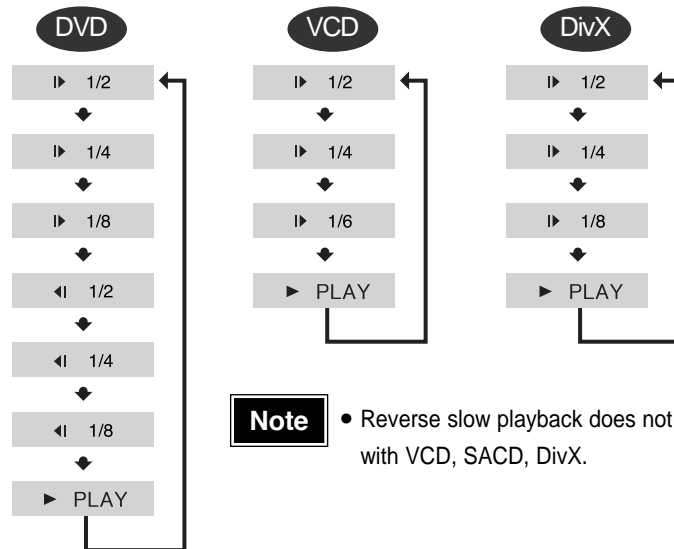 DVD
I▶ 1/2
I▶ 1/4
I▶ 1/8
◀I 1/2
◀I 1/4
◀I 1/8
► PLAY
VCD
I▶ 1/2
I▶ 1/4
I▶ 1/6
► PLAY
DivX
I▶ 1/2
I▶ 1/4
I▶ 1/8
► PLAY
Note
• Reverse slow playback does not
with VCD, SACD, DivX.